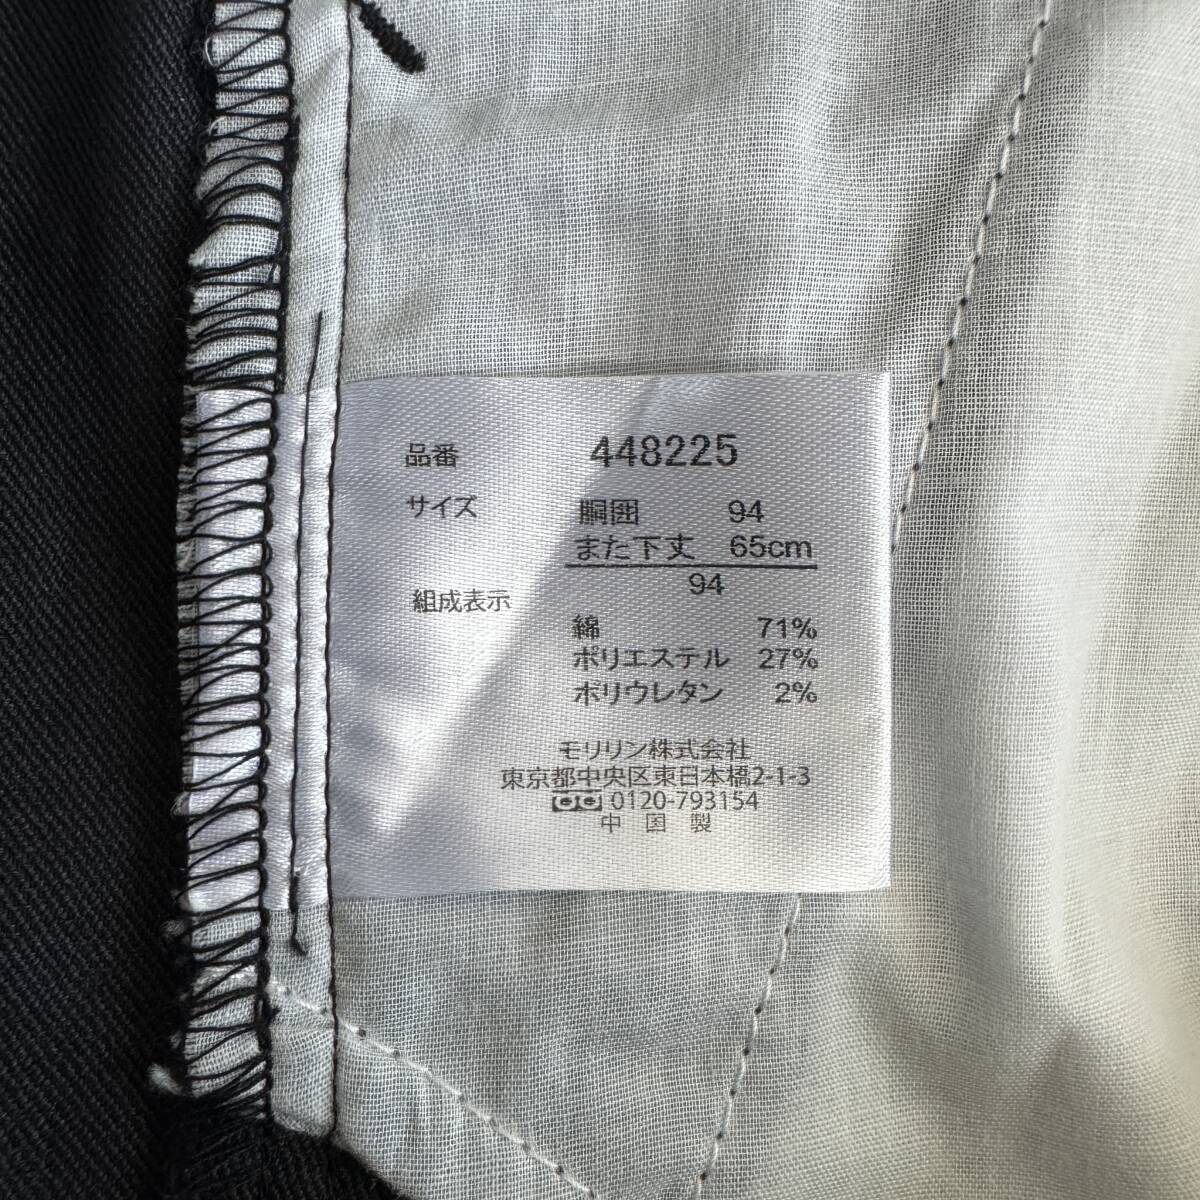 品番 448225
サイズ 胴囲 94
また下丈 65cm
94
組成表示
綿 71%
ポリエステル 27%
ポリウレタン 2%
モリリン株式会社
東京都中央区東日本橋2-1-3
0120-793154
中国製